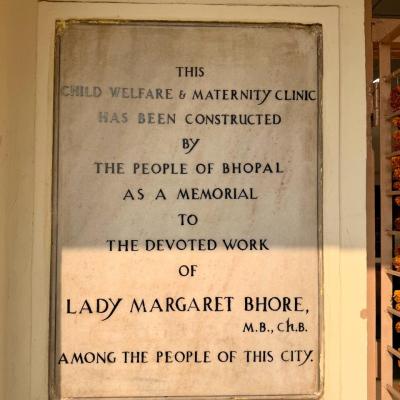 THIS
CHILD WELFARE & MATERNITY CLINIC
HAS BEEN CONSTRUCTED
BY
THE PEOPLE OF BHOPAL
AS A MEMORIAL
TO
THE DEVOTED WORK
OF
LADY MARGARET BHORE,
M.B., Ch.B.
AMONG THE PEOPLE OF THIS CITY.